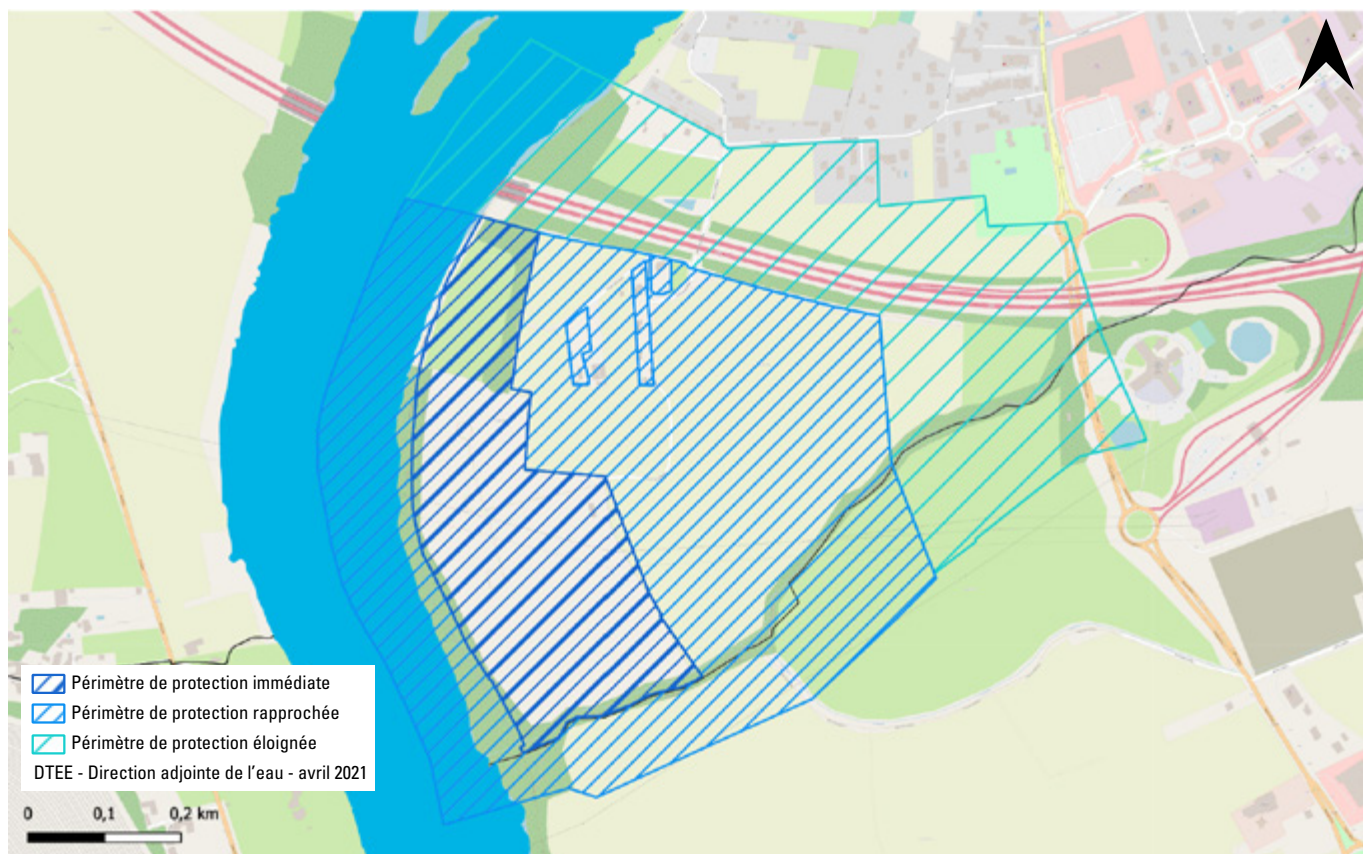 Périmètre de protection immédiate
Périmètre de protection rapprochée
Périmètre de protection éloignée
DTEE - Direction adjointe de l'eau - avril 2021
0 0,1 0,2 km